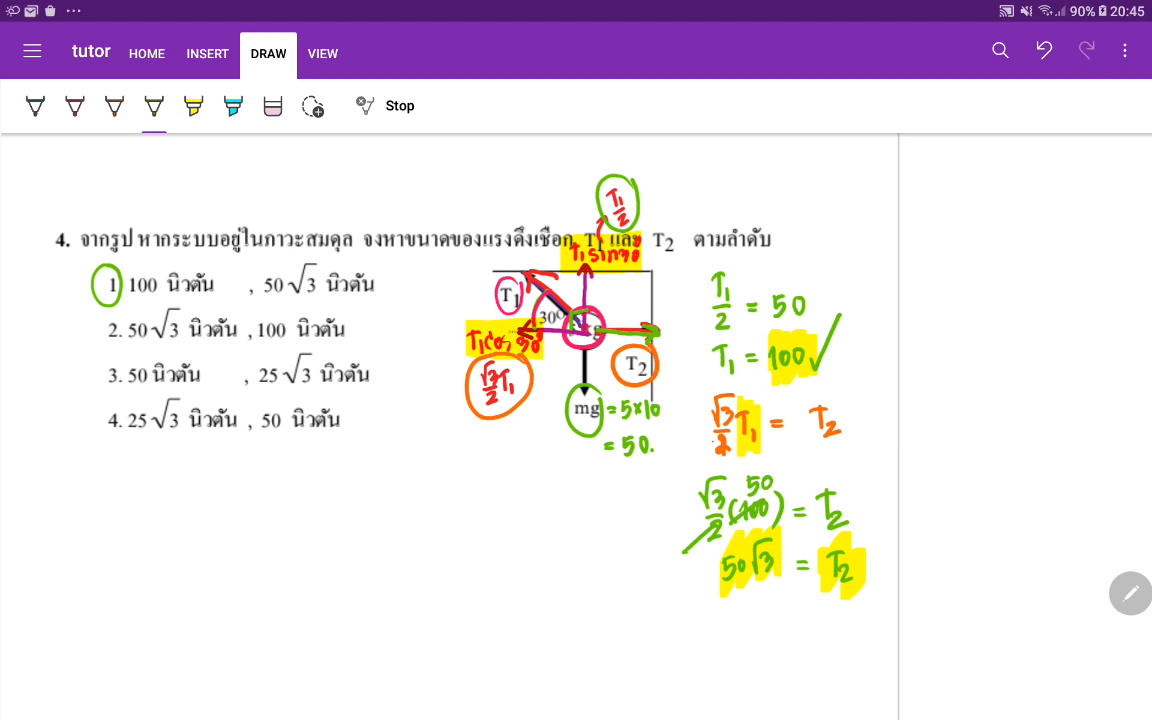 90% 20:45
tutor HOME INSERT DRAW VIEW
Stop
T₁/2
4. จากรูป หากระบบอยู่ในภาวะสมดุล จงหาขนาดของแรงดึงเชือก T₁ และ T₂ ตามลำดับ
T₁ sin 30
1 100 นิวตัน , 50√3 นิวตัน
2. 50√3 นิวตัน , 100 นิวตัน
3. 50 นิวตัน , 25√3 นิวตัน
4. 25√3 นิวตัน , 50 นิวตัน
T₁
30⁰
kg
T₁cos 30
T₂
√3/2 T₁
mg = 5×10
= 50.
T₁/2 = 50
T₁ = 100
√3/2 T₁ = T₂
50
√3/2 (100) = T₂
50√3 = T₂